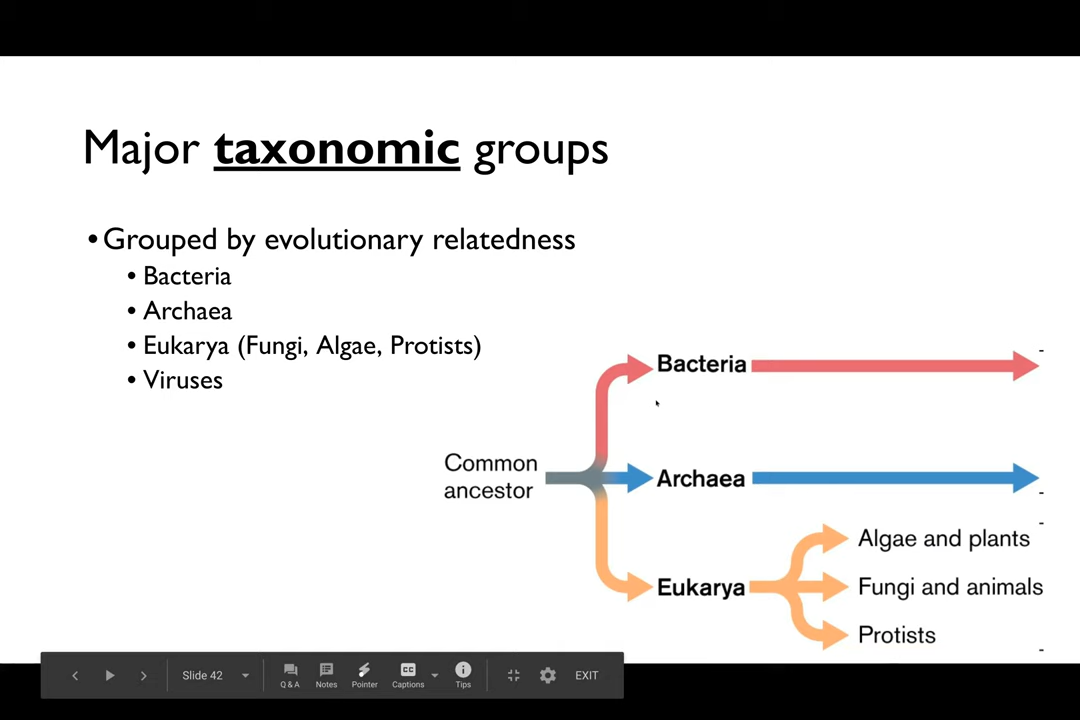 Major taxonomic groups
•Grouped by evolutionary relatedness
• Bacteria
• Archaea
• Eukarya (Fungi, Algae, Protists)
• Viruses
Bacteria
Common
ancestor
Archaea
Algae and plants
Eukarya
Fungi and animals
Protists
Slide 42
Q & A
Notes
Pointer
CC
Captions
Tips
EXIT